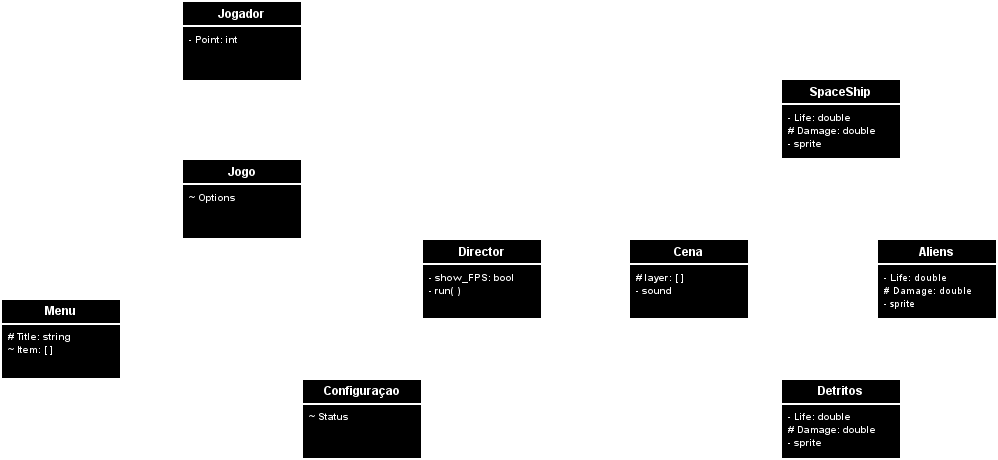 Jogador
- Point: int
SpaceShip
- Life: double
# Damage: double
- sprite
Jogo
~ Options
Director
- show_FPS: bool
- run( )
Cena
# layer: [ ]
- sound
Aliens
- Life: double
# Damage: double
- sprite
Menu
# Title: string
~ Item: [ ]
Configuraçao
~ Status
Detritos
- Life: double
# Damage: double
- sprite